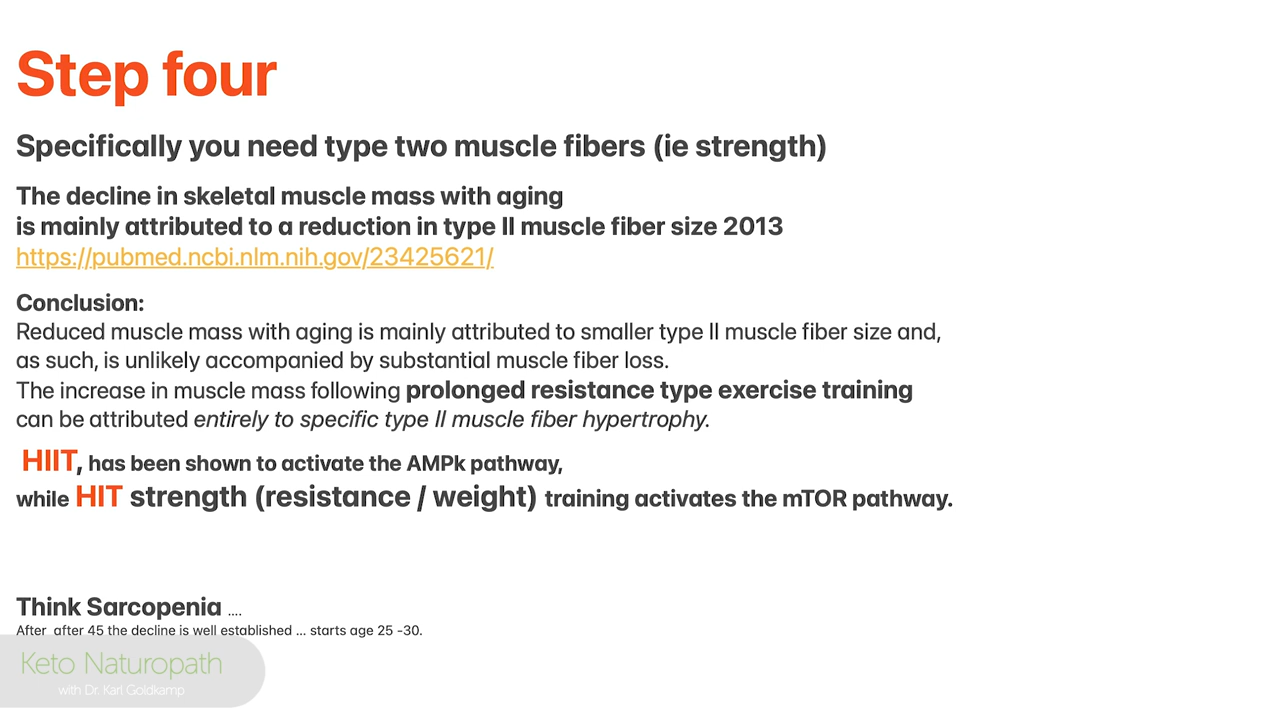 Step four
Specifically you need type two muscle fibers (ie strength)
The decline in skeletal muscle mass with aging
is mainly attributed to a reduction in type II muscle fiber size 2013
https://pubmed.ncbi.nlm.nih.gov/23425621/
Conclusion:
Reduced muscle mass with aging is mainly attributed to smaller type II muscle fiber size and,
as such, is unlikely accompanied by substantial muscle fiber loss.
The increase in muscle mass following prolonged resistance type exercise training
can be attributed entirely to specific type II muscle fiber hypertrophy.
HIIT, has been shown to activate the AMPk pathway,
while HIT strength (resistance / weight) training activates the mTOR pathway.
Think Sarcopenia ....
After after 45 the decline is well established ... starts age 25 -30.
Keto Naturopath
with Dr. Karl Goldkamp